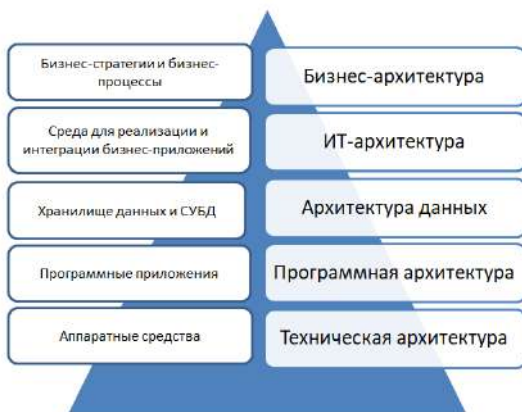 Бизнес-стратегии и бизнес-
процессы
Бизнес-архитектура
Среда для реализации и
интеграции бизнес-приложений
ИТ-архитектура
Хранилище данных и СУБД
Архитектура данных
Программные приложения
Программная архитектура
Аппаратные средства
Техническая архитектура